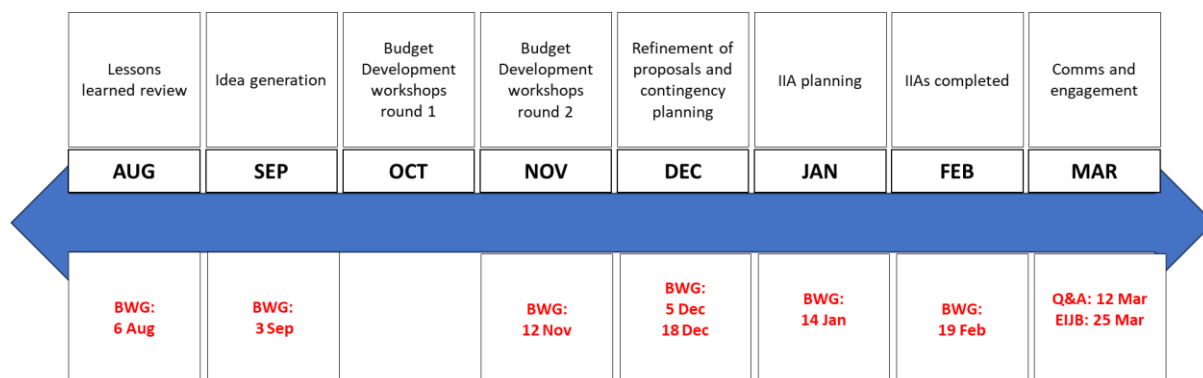 Lessons
learned review
Idea generation
Budget
Development
workshops
round 1
Budget
Development
workshops
round 2
Refinement of
proposals and
contingency
planning
IIA planning
IIAs completed
Comms and
engagement
AUG
SEP
OCT
NOV
DEC
JAN
FEB
MAR
BWG:
6 Aug
BWG:
3 Sep
BWG:
12 Nov
BWG:
5 Dec
18 Dec
BWG:
14 Jan
BWG:
19 Feb
Q&A: 12 Mar
EIJB: 25 Mar